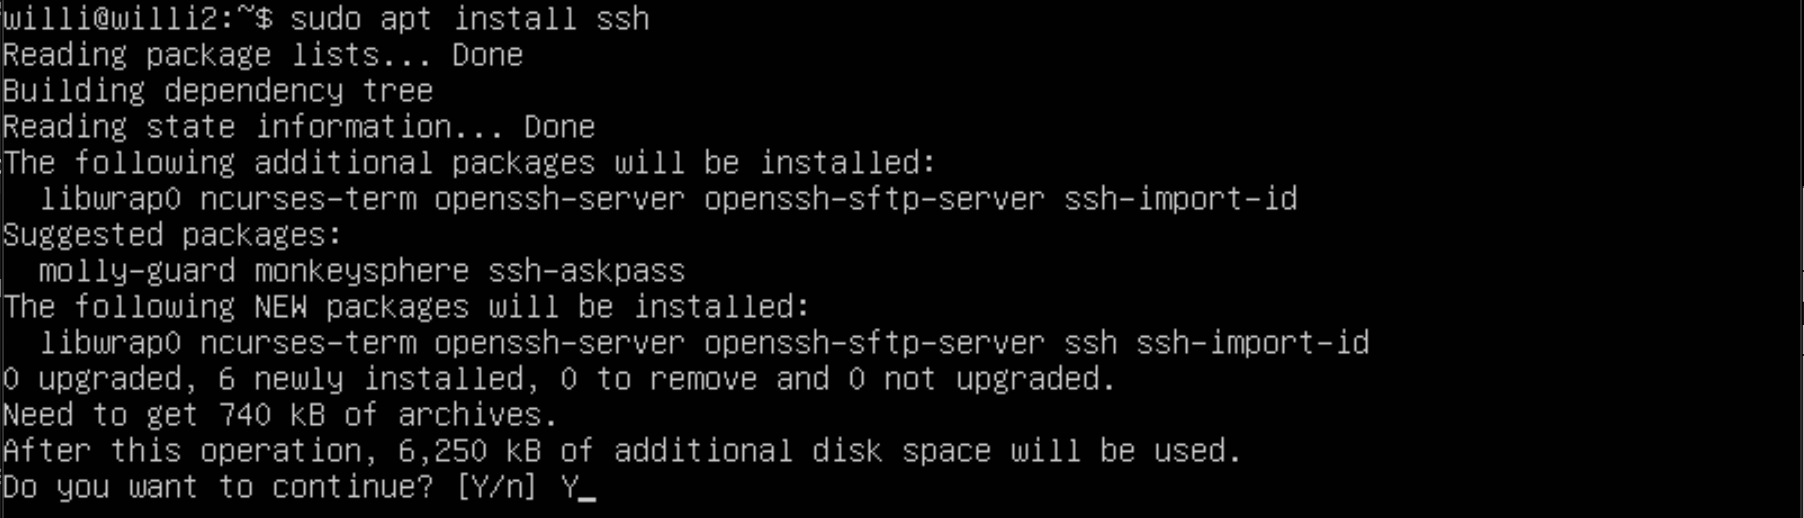 willi@willi2:~$ sudo apt install ssh
Reading package lists... Done
Building dependency tree
Reading state information... Done
The following additional packages will be installed:
  libwrap0 ncurses-term openssh-server openssh-sftp-server ssh-import-id
Suggested packages:
  molly-guard monkeysphere ssh-askpass
The following NEW packages will be installed:
  libwrap0 ncurses-term openssh-server openssh-sftp-server ssh ssh-import-id
0 upgraded, 6 newly installed, 0 to remove and 0 not upgraded.
Need to get 740 kB of archives.
After this operation, 6,250 kB of additional disk space will be used.
Do you want to continue? [Y/n] Y_